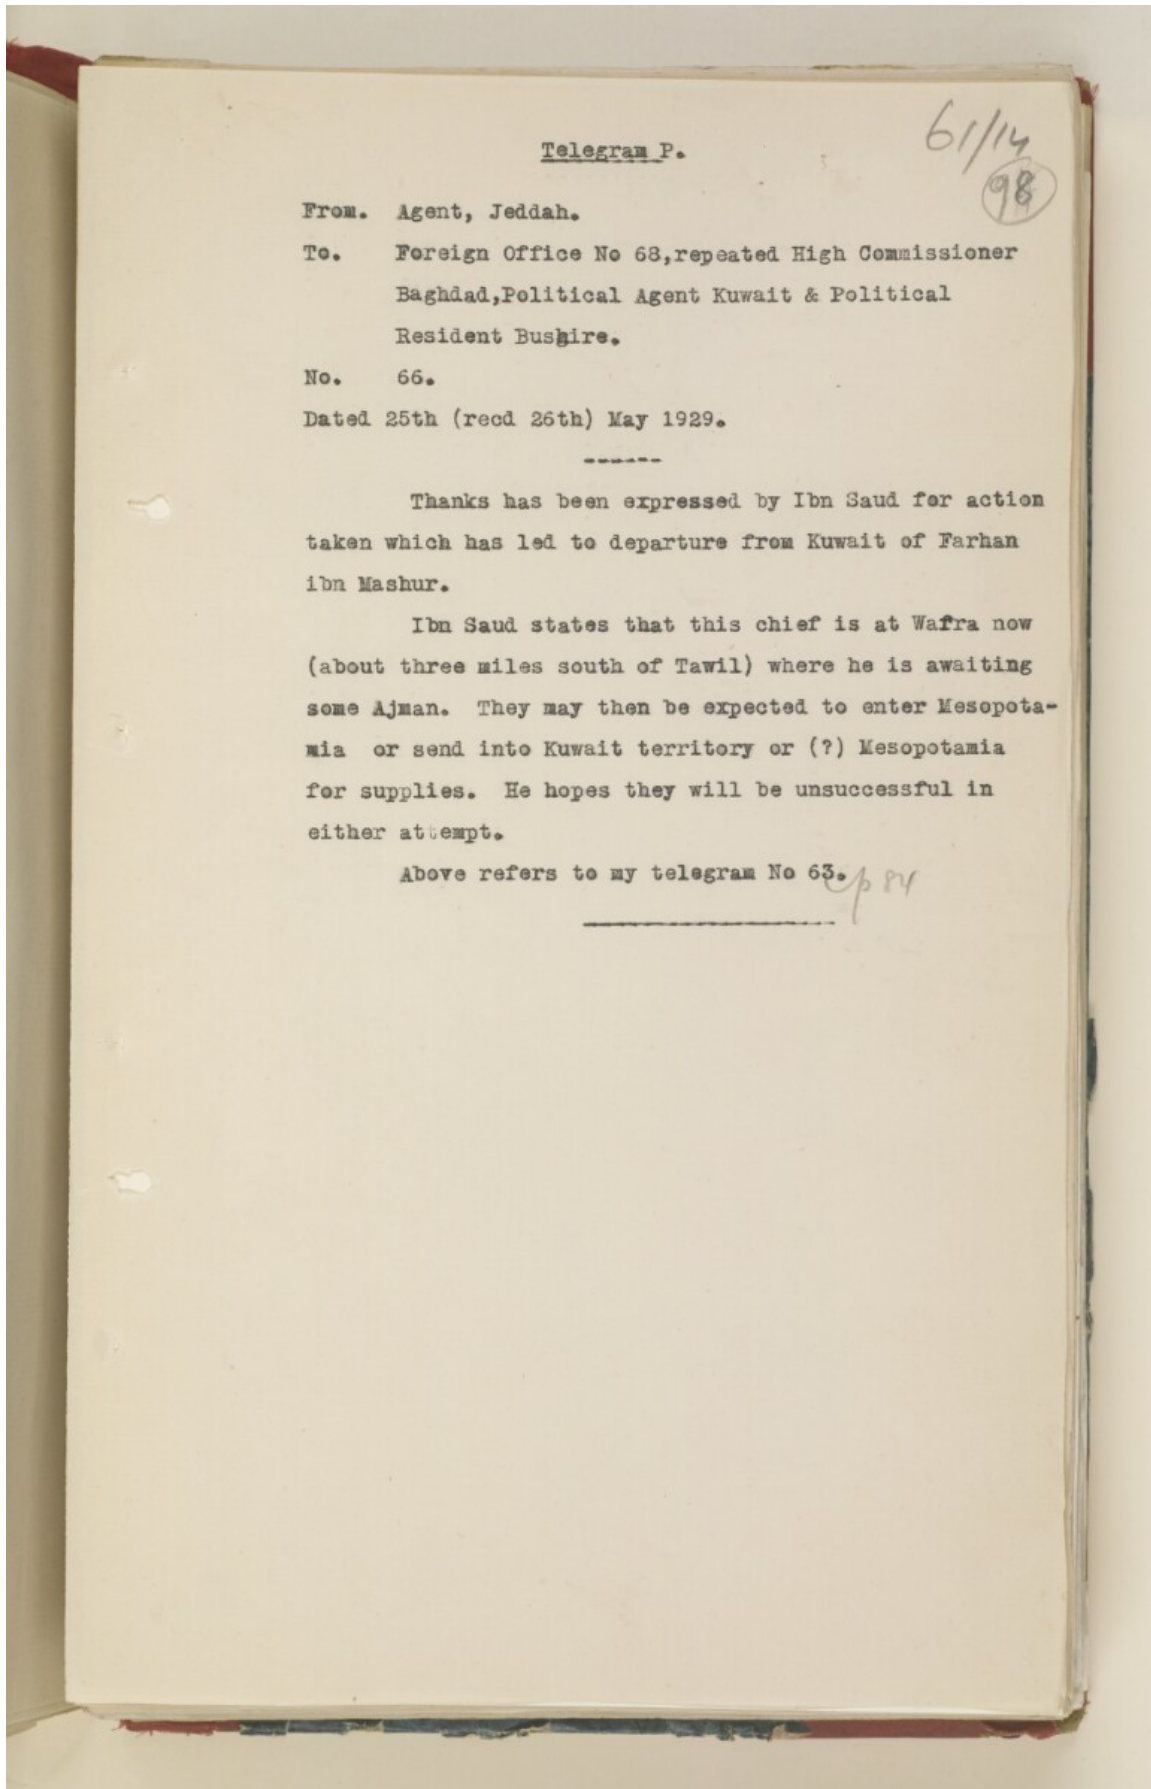 61/14
98
Telegram P.
From. Agent, Jeddah.
To. Foreign Office No 68,repeated High Commissioner
Baghdad,Political Agent Kuwait & Political
Resident Bushire.
No. 66.
Dated 25th (recd 26th) May 1929.
------
Thanks has been expressed by Ibn Saud for action
taken which has led to departure from Kuwait of Farhan
ibn Mashur.
Ibn Saud states that this chief is at Wafra now
(about three miles south of Tawil) where he is awaiting
some Ajman. They may then be expected to enter Mesopota-
mia or send into Kuwait territory or (?) Mesopotamia
for supplies. He hopes they will be unsuccessful in
either attempt.
Above refers to my telegram No 63. p 84